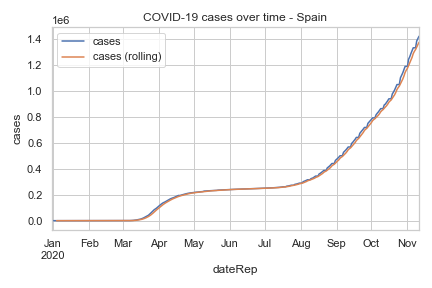 COVID-19 cases over time - Spain
1e6
cases
cases (rolling)
1.4
1.2
1.0
0.8
0.6
0.4
0.2
0.0
cases
Jan Feb Mar Apr May Jun Jul Aug Sep Oct Nov
2020
dateRep